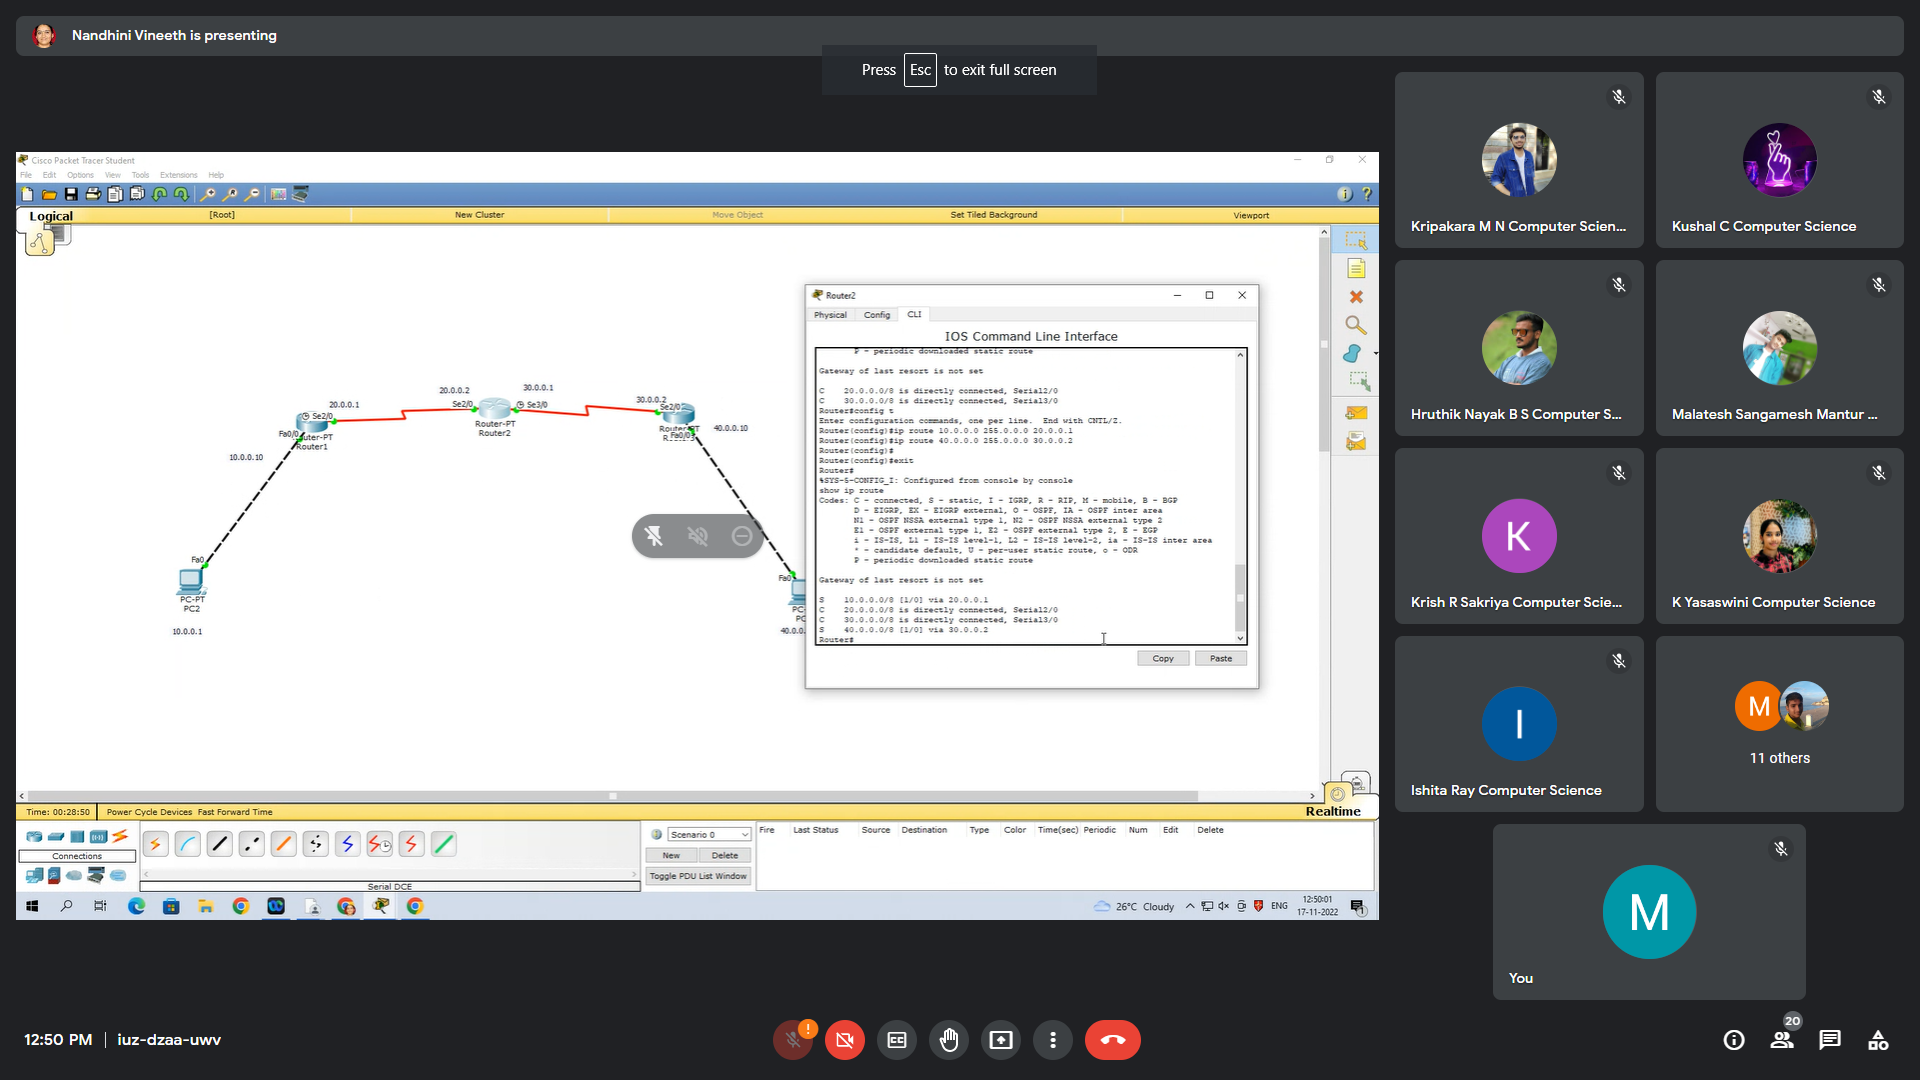 Nandhini Vineeth is presenting
Press Esc to exit full screen
Cisco Packet Tracer Student
File Edit Options View Tools Extensions Help
Logical [Root] New Cluster Move Object Set Tiled Background Viewport
20.0.0.1
Se2/0
Fa0/0
Router1
10.0.0.10
20.0.0.2
30.0.0.1
Se2/0
Se3/0
Router-PT
Router2
30.0.0.2
Se2/0
40.0.0.10
Fa0
PC-PT
PC2
10.0.0.1
Fa0
Router2
Physical Config CLI
IOS Command Line Interface
P - periodic downloaded static route
Gateway of last resort is not set
C 20.0.0.0/8 is directly connected, Serial2/0
C 30.0.0.0/8 is directly connected, Serial3/0
Router#config t
Enter configuration commands, one per line. End with CNTL/Z.
Router(config)#ip route 10.0.0.0 255.0.0.0 20.0.0.1
Router(config)#ip route 40.0.0.0 255.0.0.0 30.0.0.2
Router(config)#
Router(config)#exit
Router#
%SYS-5-CONFIG_I: Configured from console by console
show ip route
Codes: C - connected, S - static, I - IGRP, R - RIP, M - mobile, B - BGP
D - EIGRP, EX - EIGRP external, O - OSPF, IA - OSPF inter area
N1 - OSPF NSSA external type 1, N2 - OSPF NSSA external type 2
E1 - OSPF external type 1, E2 - OSPF external type 2, E - EGP
i - IS-IS, L1 - IS-IS level-1, L2 - IS-IS level-2, ia - IS-IS inter area
* - candidate default, U - per-user static route, o - ODR
P - periodic downloaded static route
Gateway of last resort is not set
S 10.0.0.0/8 [1/0] via 20.0.0.1
C 20.0.0.0/8 is directly connected, Serial2/0
C 30.0.0.0/8 is directly connected, Serial3/0
S 40.0.0.0/8 [1/0] via 30.0.0.2
Router#
Copy Paste
Time: 00:28:50 Power Cycle Devices Fast Forward Time
Realtime
Connections
Serial DCE
Scenario 0
New Delete
Toggle PDU List Window
Fire Last Status Source Destination Type Color Time(sec) Periodic Num Edit Delete
26°C Cloudy ENG 12:50:01
17-11-2022
Kripakara M N Computer Scien...
Kushal C Computer Science
Hruthik Nayak B S Computer S...
Malatesh Sangamesh Mantur ...
K
Krish R Sakriya Computer Scie...
K Yasaswini Computer Science
I
Ishita Ray Computer Science
M
11 others
M
You
12:50 PM | iuz-dzaa-uwv
20